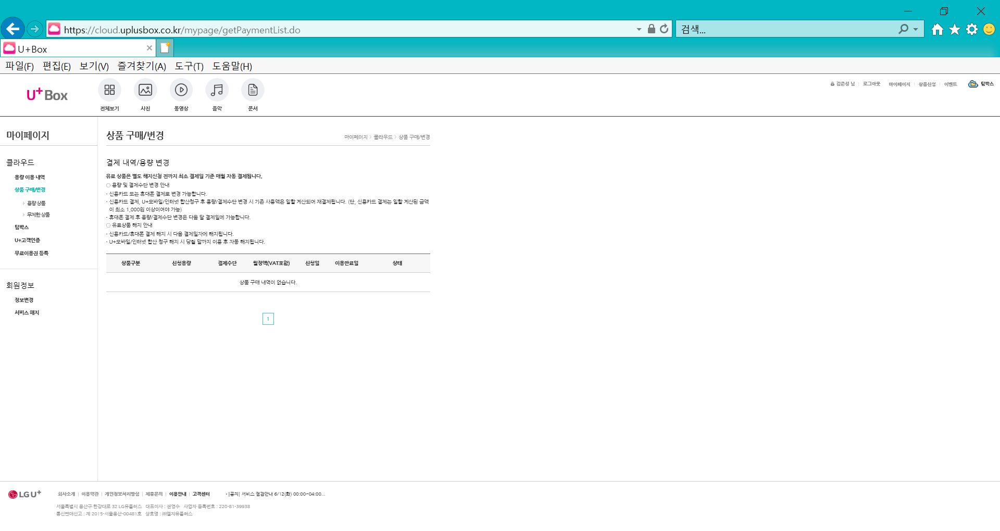 https://cloud.uplusbox.co.kr/mypage/getPaymentList.do
검색...
U+Box
파일(F) 편집(E) 보기(V) 즐겨찾기(A) 도구(T) 도움말(H)
U+ Box
전체보기 사진 동영상 음악 문서
김준성 님 로그아웃 마이페이지 상품신청 이벤트 팀박스
마이페이지
클라우드
용량 이용 내역
상품 구매/변경
용량 상품
무제한 상품
팀박스
U+고객인증
무료이용권 등록
회원정보
정보변경
서비스 해지
상품 구매/변경
마이페이지 > 클라우드 > 상품 구매/변경
결제 내역/용량 변경
유료 상품은 별도 해지신청 전까지 최초 결제일 기준 매월 자동 결제됩니다.
○ 용량 및 결제수단 변경 안내
- 신용카드 또는 휴대폰 결제로 변경 가능합니다.
- 신용카드 결제, U+모바일/인터넷 합산청구 후 용량/결제수단 변경 시 기존 사용액은 일할 계산되어 재결제됩니다. (단, 신용카드 결제는 일할 계산된 금액
이 최소 1,000원 이상이어야 가능)
- 휴대폰 결제 후 용량/결제수단 변경은 다음 달 결제일에 가능합니다.
○ 유료상품 해지 안내
- 신용카드/휴대폰 결제 해지 시 다음 결제일자에 해지됩니다.
- U+모바일/인터넷 합산 청구 해지 시 당월 말까지 이용 후 자동 해지됩니다.
상품구분 신청용량 결제수단 월정액(VAT포함) 신청일 이용만료일 상태
상품 구매 내역이 없습니다.
1
LG U+
회사소개 이용약관 개인정보처리방침 제휴문의 이용안내 고객센터
• [공지] 서비스 점검안내 6/12(화) 00:00~04:00...
서울특별시 용산구 한강대로 32 LG유플러스 대표이사 : 권영수 사업자 등록번호 : 220-81-39938
통신판매신고 : 제 2015-서울용산-00481호 상호명 : ㈜엘지유플러스